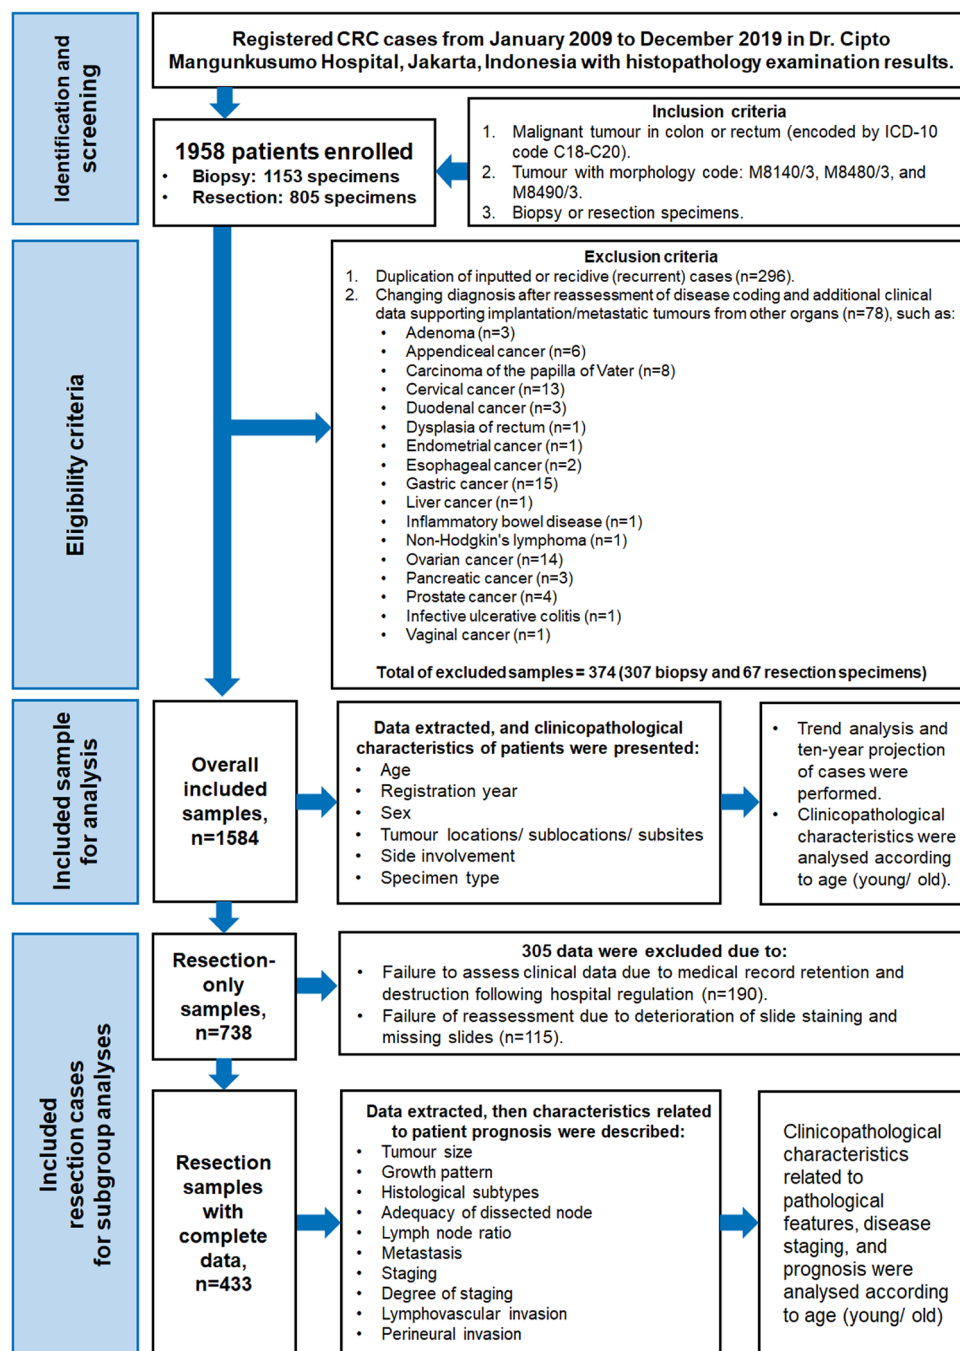 Identification and
screening
Registered CRC cases from January 2009 to December 2019 in Dr. Cipto
Mangunkusumo Hospital, Jakarta, Indonesia with histopathology examination results.
1958 patients enrolled
• Biopsy: 1153 specimens
• Resection: 805 specimens
Inclusion criteria
1. Malignant tumour in colon or rectum (encoded by ICD-10
code C18-C20).
2. Tumour with morphology code: M8140/3, M8480/3, and
M8490/3.
3. Biopsy or resection specimens.
Eligibility criteria
Exclusion criteria
1. Duplication of inputted or recidive (recurrent) cases (n=296).
2. Changing diagnosis after reassessment of disease coding and additional clinical
data supporting implantation/metastatic tumours from other organs (n=78), such as:
• Adenoma (n=3)
• Appendiceal cancer (n=6)
• Carcinoma of the papilla of Vater (n=8)
• Cervical cancer (n=13)
• Duodenal cancer (n=3)
• Dysplasia of rectum (n=1)
• Endometrial cancer (n=1)
• Esophageal cancer (n=2)
• Gastric cancer (n=15)
• Liver cancer (n=1)
• Inflammatory bowel disease (n=1)
• Non-Hodgkin's lymphoma (n=1)
• Ovarian cancer (n=14)
• Pancreatic cancer (n=3)
• Prostate cancer (n=4)
• Infective ulcerative colitis (n=1)
• Vaginal cancer (n=1)
Total of excluded samples = 374 (307 biopsy and 67 resection specimens)
Included sample
for analysis
Overall
included
samples,
n=1584
Data extracted, and clinicopathological
characteristics of patients were presented:
• Age
• Registration year
• Sex
• Tumour locations/ sublocations/ subsites
• Side involvement
• Specimen type
• Trend analysis and
ten-year projection
of cases were
performed.
• Clinicopathological
characteristics were
analysed according
to age (young/ old).
Included
resection cases
for subgroup analyses
Resection-
only
samples,
n=738
305 data were excluded due to:
• Failure to assess clinical data due to medical record retention and
destruction following hospital regulation (n=190).
• Failure of reassessment due to deterioration of slide staining and
missing slides (n=115).
Resection
samples
with
complete
data,
n=433
Data extracted, then characteristics related
to patient prognosis were described:
• Tumour size
• Growth pattern
• Histological subtypes
• Adequacy of dissected node
• Lymph node ratio
• Metastasis
• Staging
• Degree of staging
• Lymphovascular invasion
• Perineural invasion
Clinicopathological
characteristics
related to
pathological
features, disease
staging, and
prognosis were
analysed according
to age (young/ old)